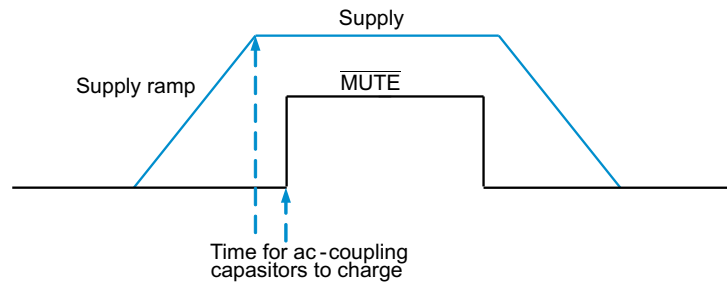 Supply
Supply ramp
MUTE
Time for ac-coupling
capasitors to charge